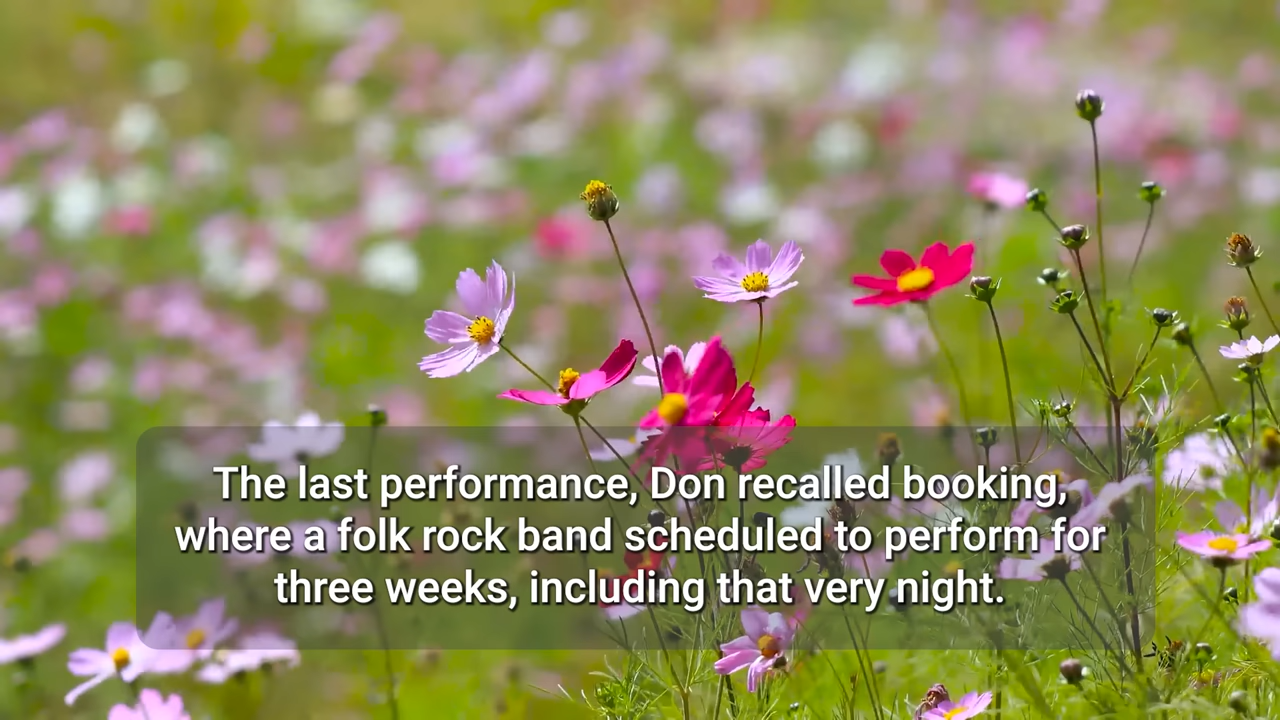 The last performance, Don recalled booking,
where a folk rock band scheduled to perform for
three weeks, including that very night.